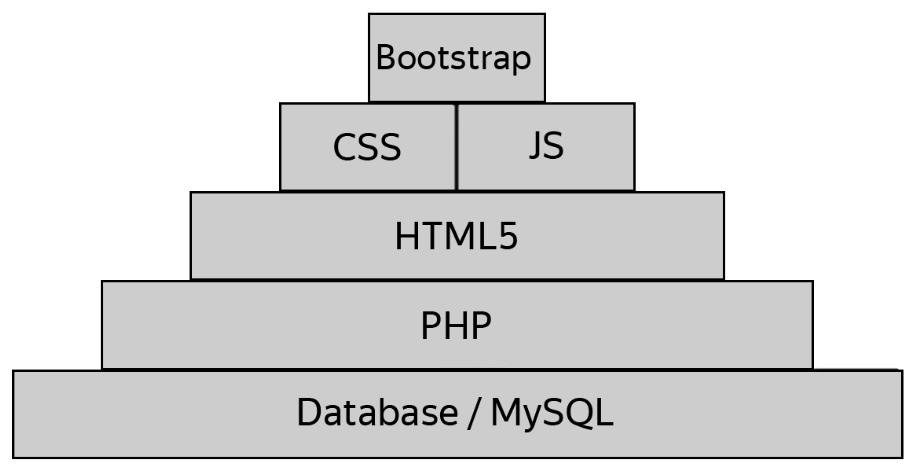 Bootstrap
CSS
JS
HTML5
PHP
Database / MySQL